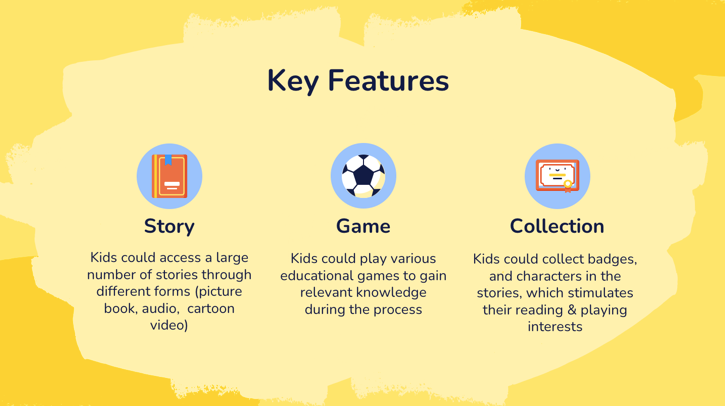 Key Features
Story
Kids could access a large
number of stories through
different forms (picture
book, audio,  cartoon
video)
Game
Kids could play various
educational games to gain
relevant knowledge
during the process
Collection
Kids could collect badges,
and characters in the
stories, which stimulates
their reading & playing
interests